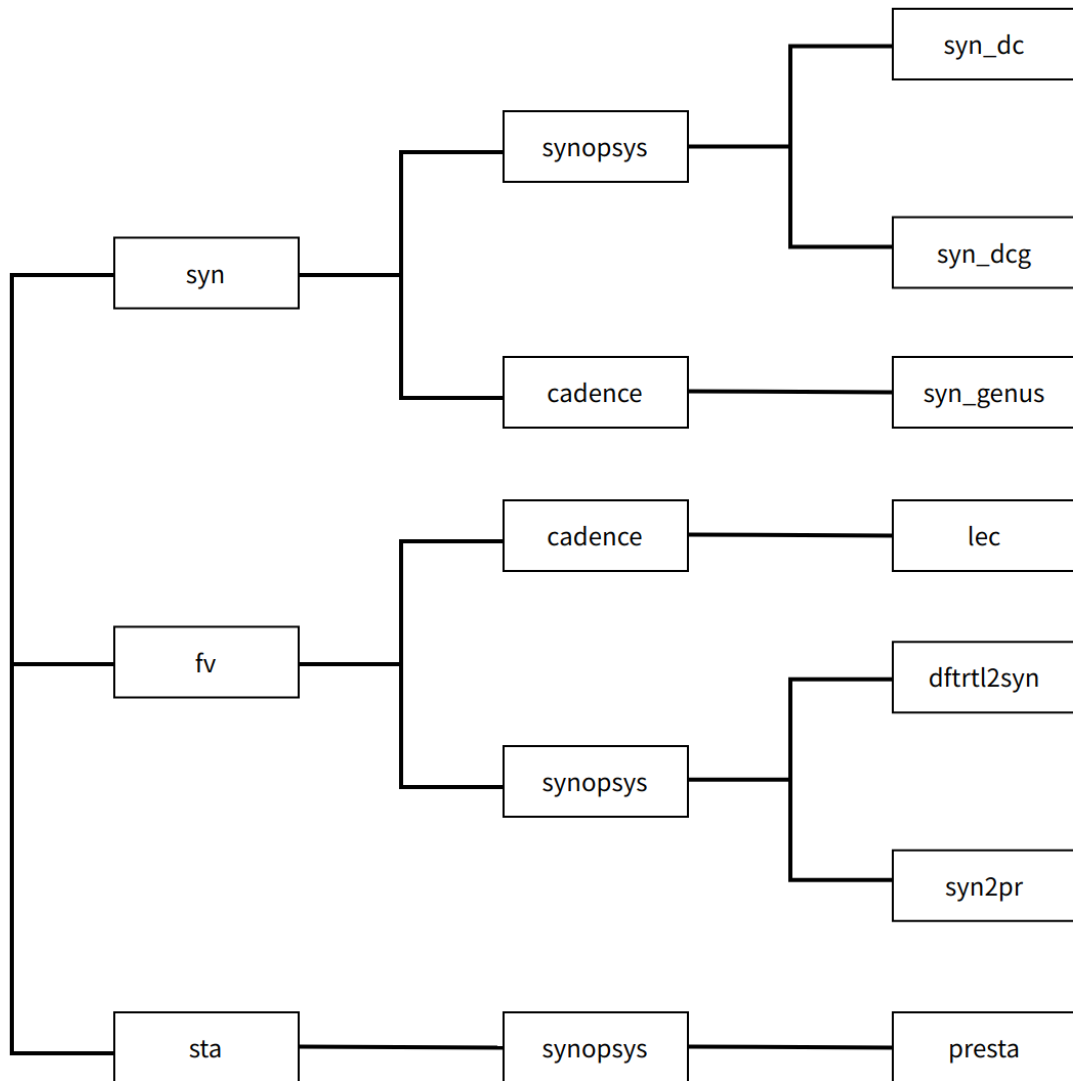 syn_dc
synopsys
syn_dcg
syn
cadence
syn_genus
cadence
lec
fv
dftrtl2syn
synopsys
syn2pr
sta
synopsys
presta